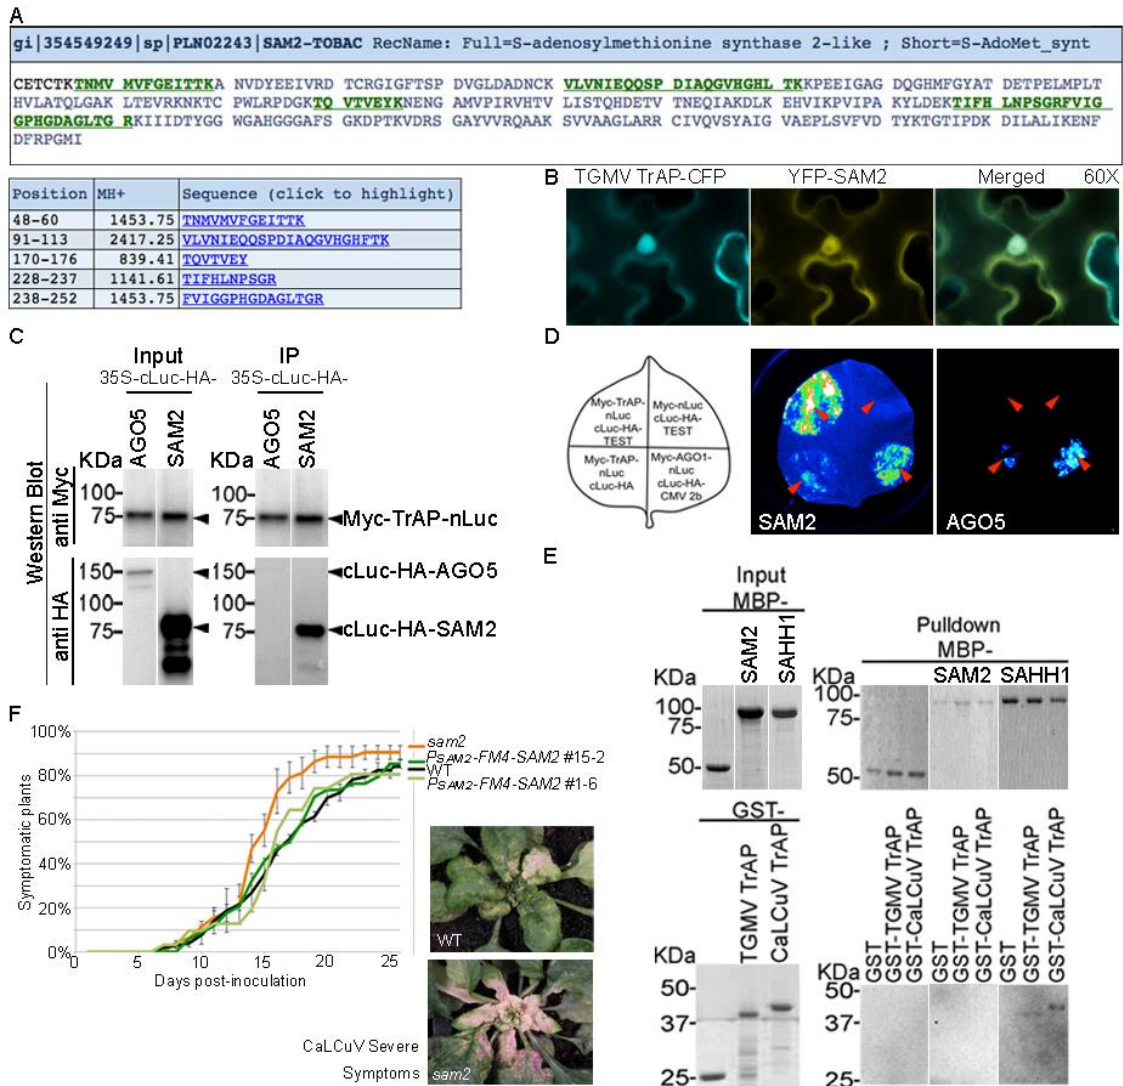 A
gi|354549249|sp|PLN02243|SAM2-TOBAC RecName: Full=S-adenosylmethionine synthase 2-like ; Short=S-AdoMet_synt
CETCTKTNMV MVFGEITTKA NVDYEEIVRD TCRGIGFTSP DVGLDADNCK VLVNIEQQSP DIAQGVHGHL TKKPEEIGAG DQGHMFGYAT DETPELMPLT
HVLATQLGAK LTEVRKNKTC PWLRPDGKTQ VTVEYKNENG AMVPIRVHTV LISTQHDETV TNEQIAKDLK EHVIKPVIPA KYLDEKTIFH LNPSGRFVIG
GPHGDAGLTG RKIIIDTYGG WGAHGGGAFS GKDPTKVDRS GAYVVRQAAK SVVAAGLARR CIVQVSYAIG VAEPLSVFVD TYKTGTIPDK DILALIKENF
DFRPGMI
Position MH+ Sequence (click to highlight)
48-60 1453.75 TNMVMVFGEITTK
91-113 2417.25 VLVNIEQQSPDIAQGVHGHFTK
170-176 839.41 TQVTVEY
228-237 1141.61 TIFHLNPSGR
238-252 1453.75 FVIGGPHGDAGLTGR
B
TGMV TrAP-CFP YFP-SAM2 Merged 60X
C
Input IP
35S-cLuc-HA- 35S-cLuc-HA-
AGO5 SAM2 AGO5 SAM2
KDa KDa
Western Blot
anti Myc
100 100
75 75 Myc-TrAP-nLuc
anti HA
150 150 cLuc-HA-AGO5
100 100
75 75 cLuc-HA-SAM2
D
Myc-TrAP-nLuc cLuc-HA-TEST
Myc-nLuc cLuc-HA-TEST
Myc-TrAP-nLuc cLuc-HA
Myc-AGO1-nLuc cLuc-HA-CMV 2b
SAM2 AGO5
E
Input
MBP-
SAM2 SAHH1
KDa
100
75
50
Pulldown
MBP-
SAM2 SAHH1
KDa
100
75
50
GST-
TGMV TrAP
CaLCuV TrAP
KDa
50
37
25
GST
GST-TGMV TrAP
GST-CaLCuV TrAP
GST
GST-TGMV TrAP
GST-CaLCuV TrAP
GST
GST-TGMV TrAP
GST-CaLCuV TrAP
KDa
50
37
25
F
100%
80%
60%
40%
20%
0%
Symptomatic plants
0 5 10 15 20 25
Days post-inoculation
sam2
PSAM2-FM4-SAM2 #15-2
WT
PSAM2-FM4-SAM2 #1-6
WT
CaLCuV Severe
Symptoms
sam2